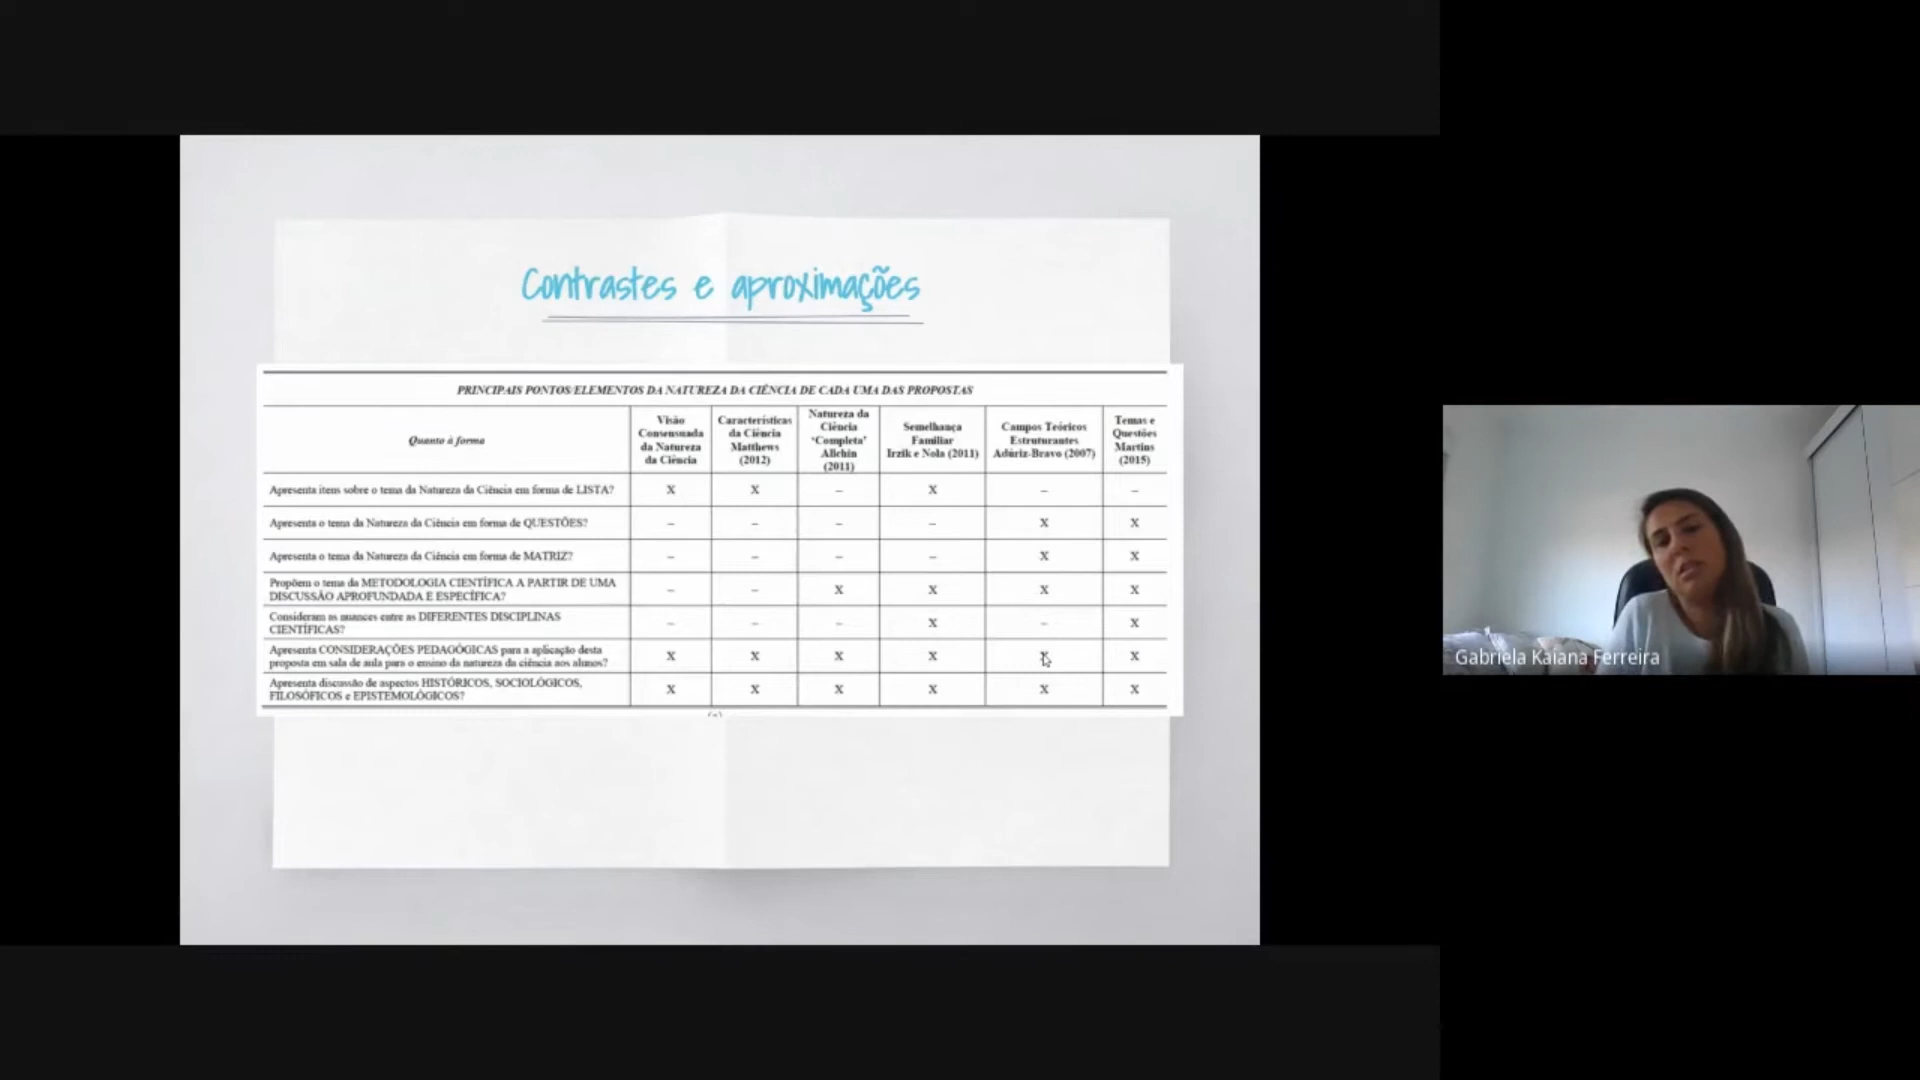 Contrastes e aproximações
PRINCIPAIS PONTOS/ELEMENTOS DA NATUREZA DA CIÊNCIA DE CADA UMA DAS PROPOSTAS
Quanto à forma
Visão
Consensuada
da Natureza
da Ciência
Características
da Ciência
Matthews
(2012)
Natureza da
Ciência
‘Completa’
Allchin
(2011)
Semelhança
Familiar
Irzik e Nola (2011)
Campos Teóricos
Estruturantes
Adúriz-Bravo (2007)
Temas e
Questões
Martins
(2015)
Apresenta itens sobre o tema da Natureza da Ciência em forma de LISTA? X X – X – –
Apresenta o tema da Natureza da Ciência em forma de QUESTÕES? – – – – X X
Apresenta o tema da Natureza da Ciência em forma de MATRIZ? – – – – X X
Propõem o tema da METODOLOGIA CIENTÍFICA A PARTIR DE UMA
DISCUSSÃO APROFUNDADA E ESPECÍFICA? – – X X X X
Consideram as nuances entre as DIFERENTES DISCIPLINAS
CIENTÍFICAS? – – – X – X
Apresenta CONSIDERAÇÕES PEDAGÓGICAS para a aplicação desta
proposta em sala de aula para o ensino da natureza da ciência aos alunos? X X X X X X
Apresenta discussão de aspectos HISTÓRICOS, SOCIOLÓGICOS,
FILOSÓFICOS e EPISTEMOLÓGICOS? X X X X X X
Gabriela Kaiana Ferreira